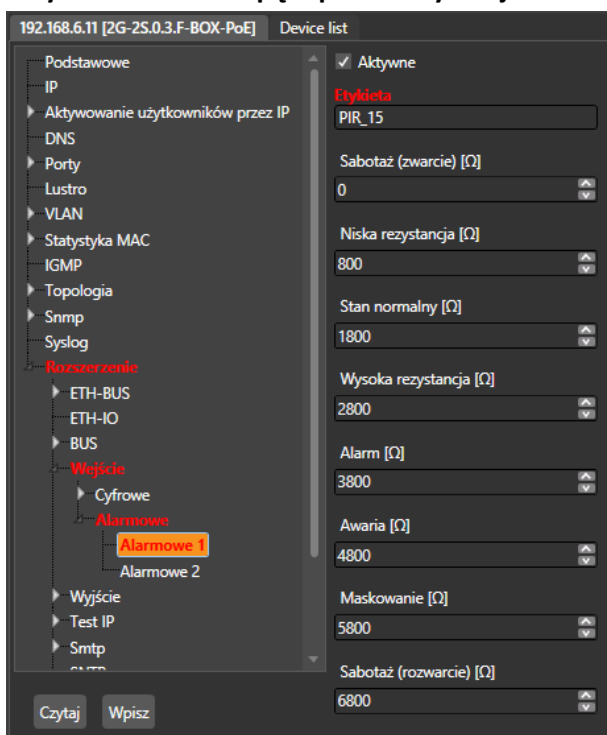 192.168.6.11 [2G-2S.0.3.F-BOX-PoE] Device list
Podstawowe
IP
Aktywowanie użytkowników przez IP
DNS
Porty
Lustro
VLAN
Statystyka MAC
IGMP
Topologia
Snmp
Syslog
Rozszerzenie
ETH-BUS
ETH-IO
BUS
Wejście
Cyfrowe
Alarmowe
Alarmowe 1
Alarmowe 2
Wyjście
Test IP
Smtp
Czytaj Wpisz
Aktywne
Etykieta
PIR_15
Sabotaż (zwarcie) [Ω]
0
Niska rezystancja [Ω]
800
Stan normalny [Ω]
1800
Wysoka rezystancja [Ω]
2800
Alarm [Ω]
3800
Awaria [Ω]
4800
Maskowanie [Ω]
5800
Sabotaż (rozwarcie) [Ω]
6800